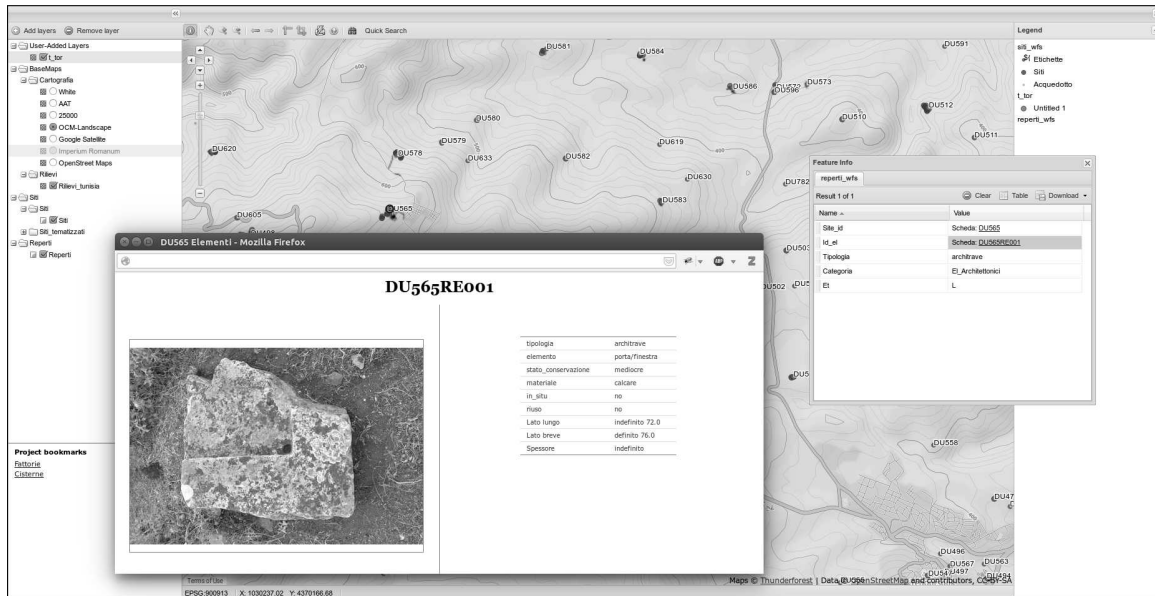 Add layers Remove layer
Quick Search
User-Added Layers
t_tor
BaseMaps
Cartografia
White
AAT
25000
OCM-Landscape
Google Satellite
Imperium Romanum
OpenStreet Maps
Rilievi
Rilievi_tunisia
Siti
Siti
Siti
Siti_tematizzati
Reperti
Reperti
Project bookmarks
Fattorie
Cisterne
DU581
DU584
DU591
DU586
DU573
DU596
DU512
DU510
DU580
DU511
DU579
DU619
DU620
DU578
DU633
DU582
DU630
DU782
DU583
DU565
DU605
DU503
DU502
DU558
DU496
DU567 DU563
DU497
DU494
600
Legend
siti_wfs
Etichette
Siti
Acquedotto
t_tor
Untitled 1
reperti_wfs
Feature Info
reperti_wfs
Result 1 of 1 Clear Table Download
Name Value
Site_id Scheda: DU565
Id_el Scheda: DU565RE001
Tipologia architrave
Categoria El_Architettonici
Et L
DU565 Elementi - Mozilla Firefox
ABP
Z
DU565RE001
tipologia architrave
elemento porta/finestra
stato_conservazione mediocre
materiale calcare
in_situ no
riuso no
Lato lungo indefinito 72.0
Lato breve definito 76.0
Spessore indefinito
Terms of Use
Maps © Thunderforest | Data © OpenStreetMap and contributors, CC-BY-SA
EPSG:900913 X: 1030237.02 Y: 4370166.68